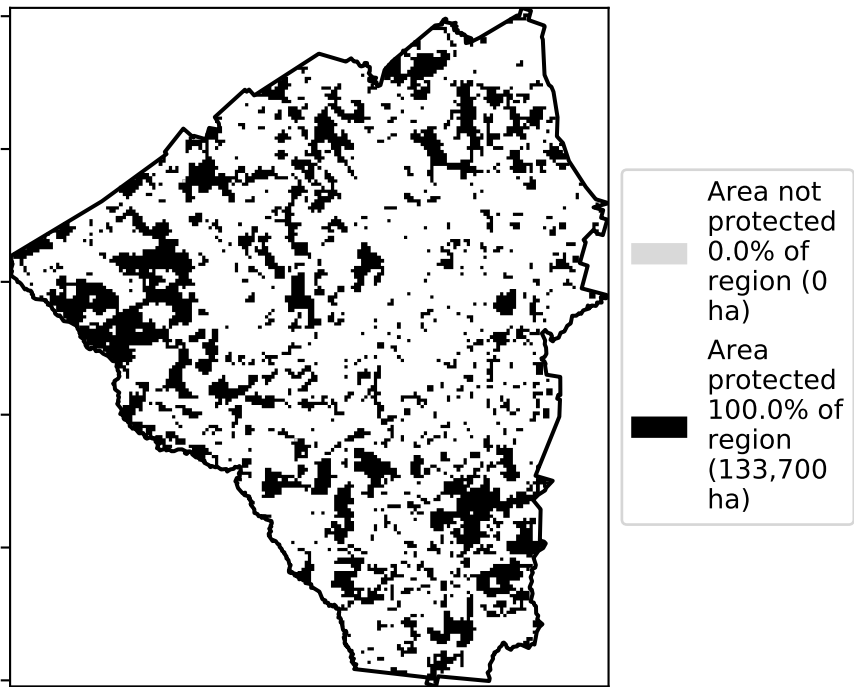 Area not
protected
0.0% of
region (0
ha)
Area
protected
100.0% of
region
(133,700
ha)